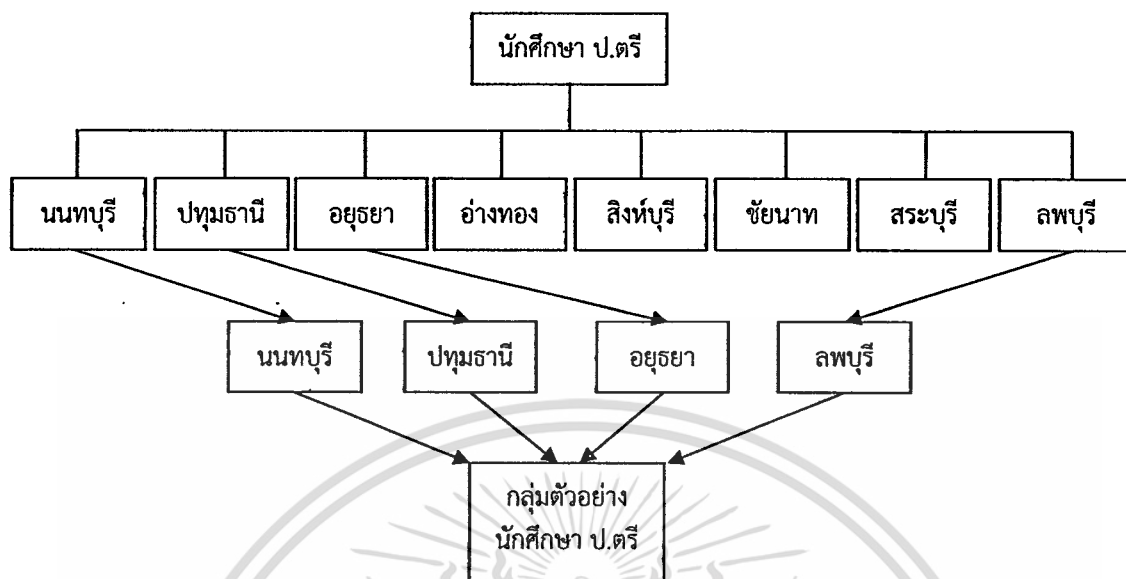 นักศึกษา ป.ตรี
นนทบุรี
ปทุมธานี
อยุธยา
อ่างทอง
สิงห์บุรี
ชัยนาท
สระบุรี
ลพบุรี
นนทบุรี
ปทุมธานี
อยุธยา
ลพบุรี
กลุ่มตัวอย่าง
นักศึกษา ป.ตรี